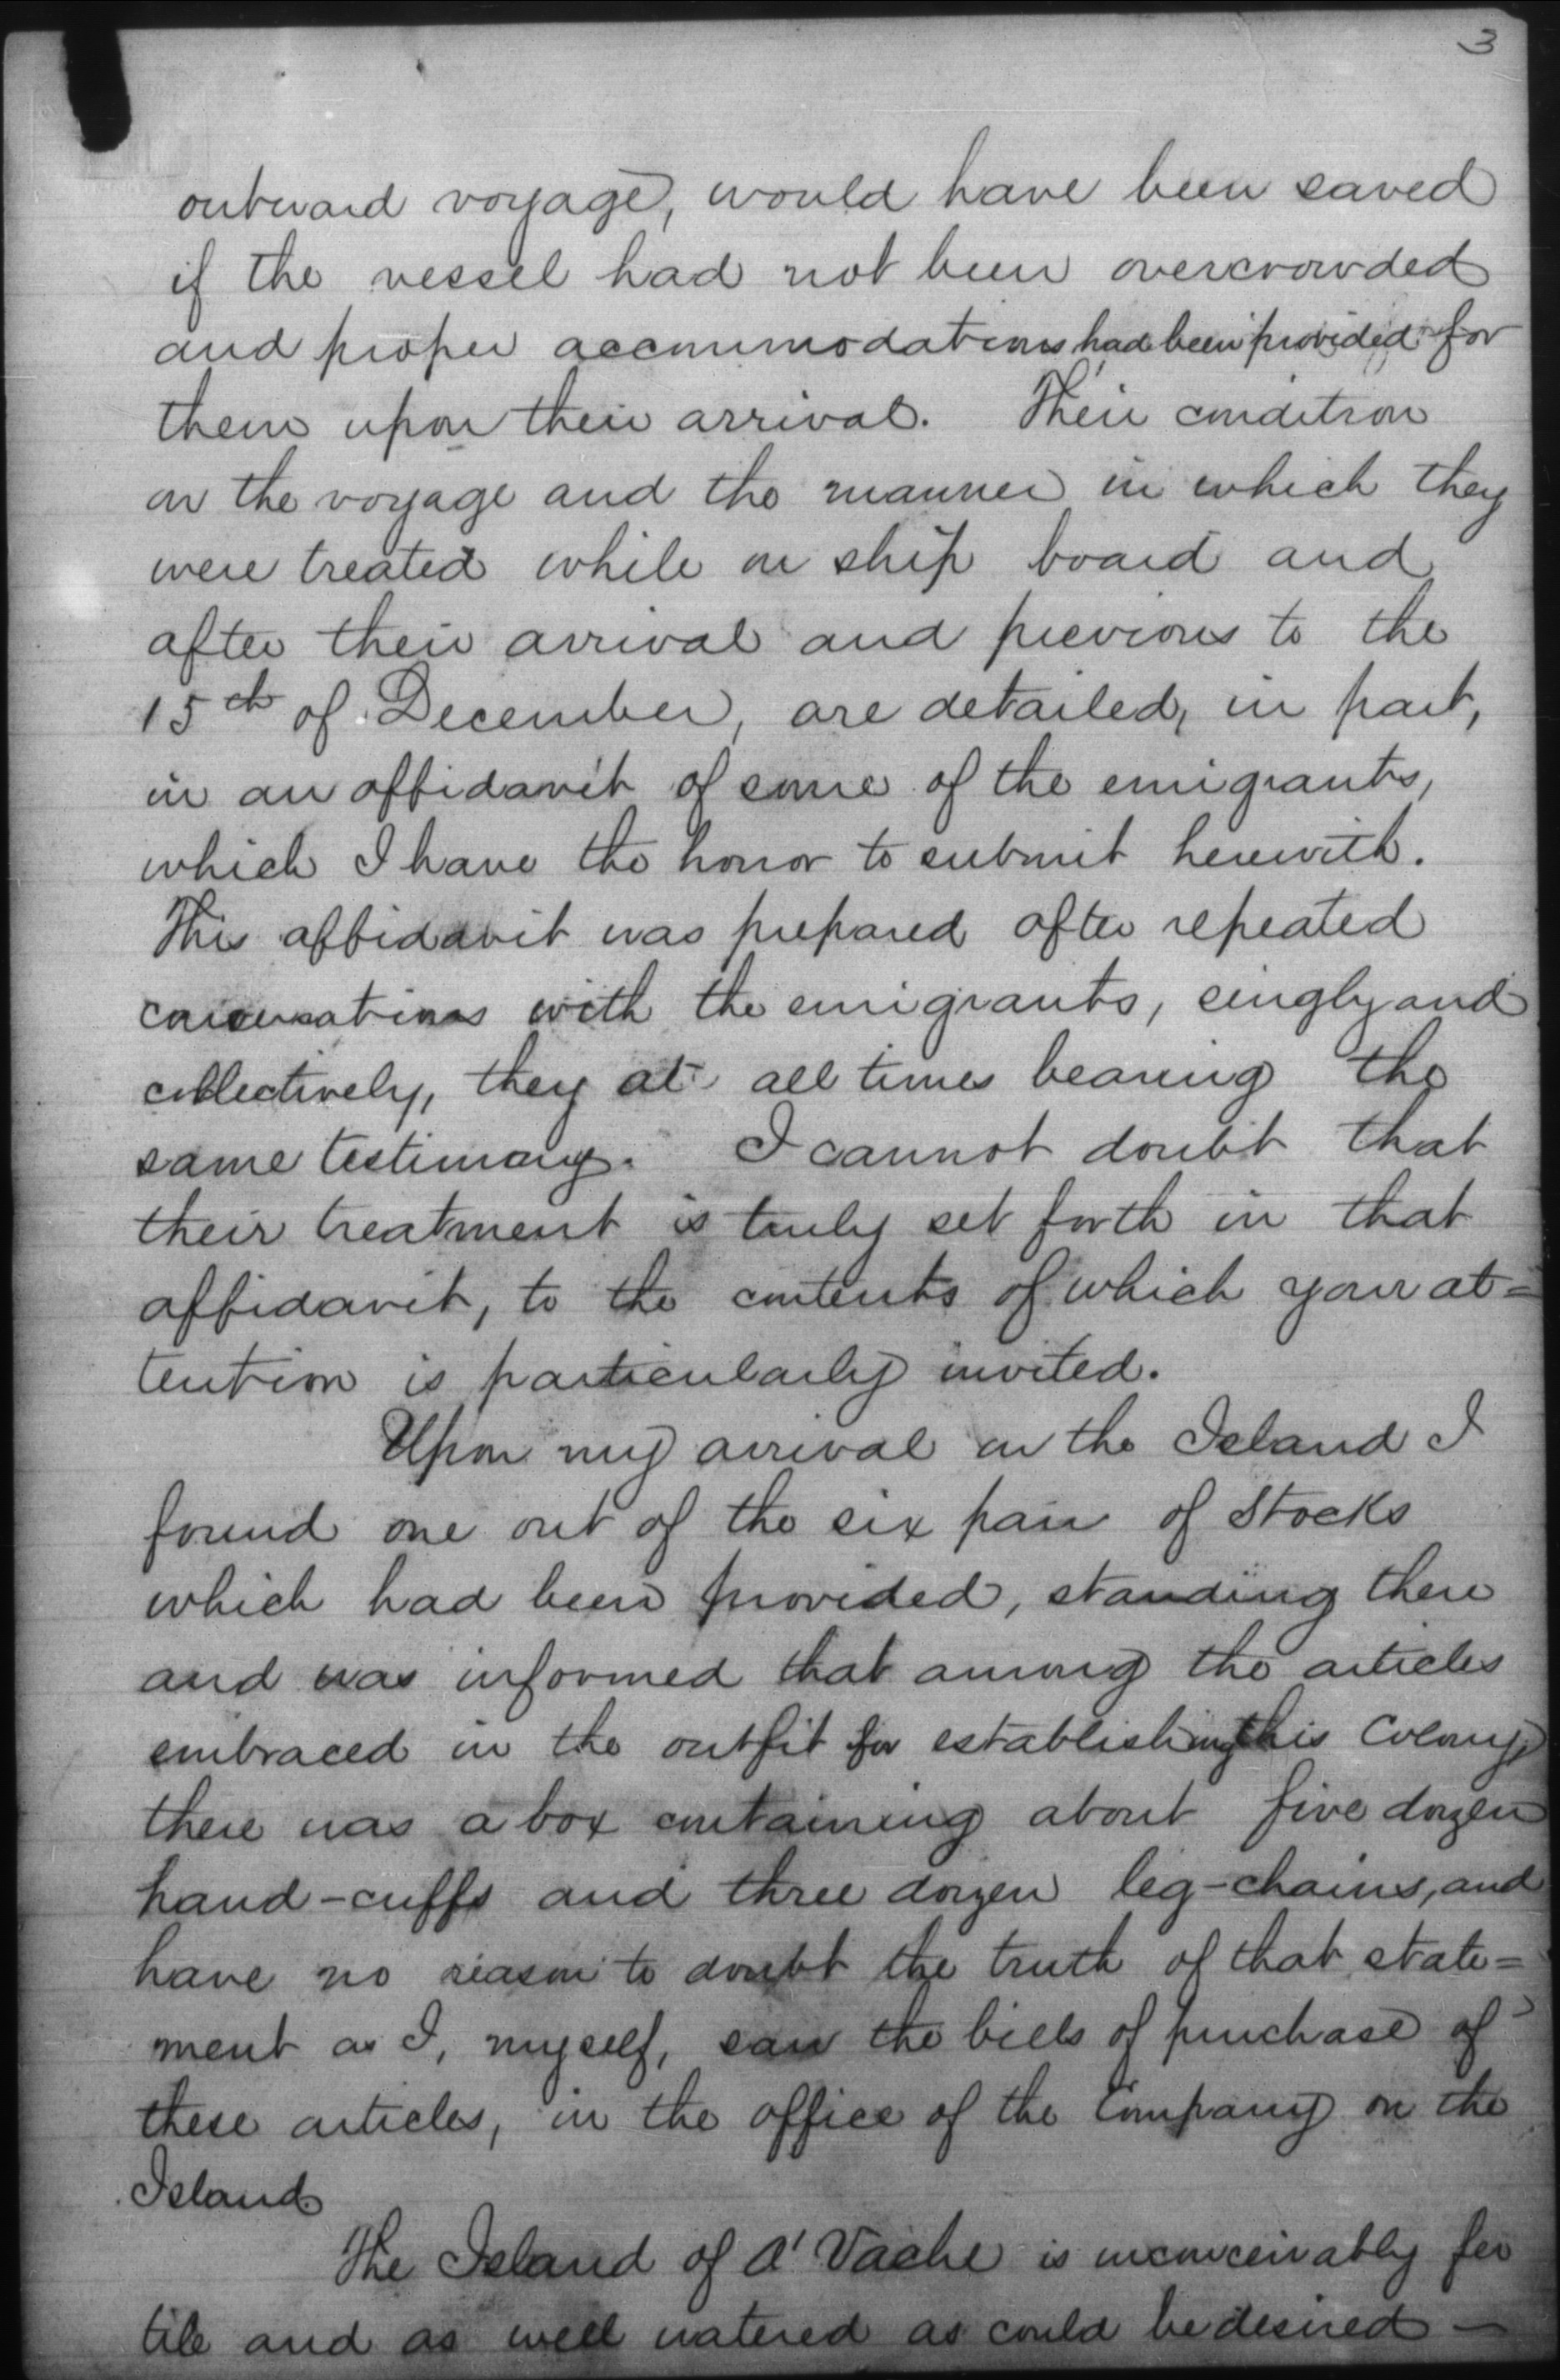 3
outward voyage, would have been saved
if the vessel had not been overcrowded
and proper accommodations had been provided for
them upon their arrival. Their condition
on the voyage and the manner in which they
were treated while on ship board and
after their arrival and previous to the
15th of December, are detailed, in part,
in an affidavit of some of the emigrants,
which I have the honor to submit herewith.
This affidavit was prepared after repeated
conversations with the emigrants, singly and
collectively, they at all times bearing the
same testimony. I cannot doubt that
their treatment is truly set forth in that
affidavit, to the contents of which your at=
tention is particularly invited.
Upon my arrival on the Island I
found one out of the six pair of Stocks
which had been provided, standing there
and was informed that among the articles
embraced in the outfit for establishing this Colony,
there was a box containing about five dozen
hand-cuffs and three dozen leg-chains, and
have no reason to doubt the truth of that state=
ment as I, myself, saw the bills of purchase of
these articles, in the office of the Company on the
Island.
The Island of A'Vache is inconceivably fer
tile and as well watered as could be desired —